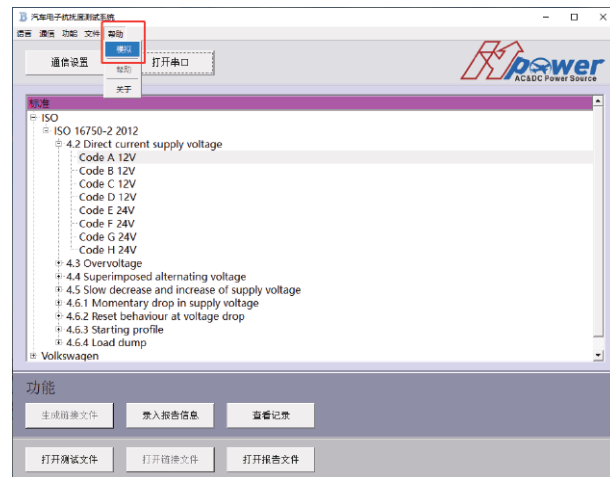 汽车电子抗扰度测试系统
语言 通信 功能 文件 帮助
模拟
帮助
关于
通信设置 打开串口
Power
AC&DC Power Source
标准
ISO
ISO 16750-2 2012
4.2 Direct current supply voltage
Code A 12V
Code B 12V
Code C 12V
Code D 12V
Code E 24V
Code F 24V
Code G 24V
Code H 24V
4.3 Overvoltage
4.4 Superimposed alternating voltage
4.5 Slow decrease and increase of supply voltage
4.6.1 Momentary drop in supply voltage
4.6.2 Reset behaviour at voltage drop
4.6.3 Starting profile
4.6.4 Load dump
Volkswagen
功能
生成链接文件 录入报告信息 查看记录
打开测试文件 打开链接文件 打开报告文件